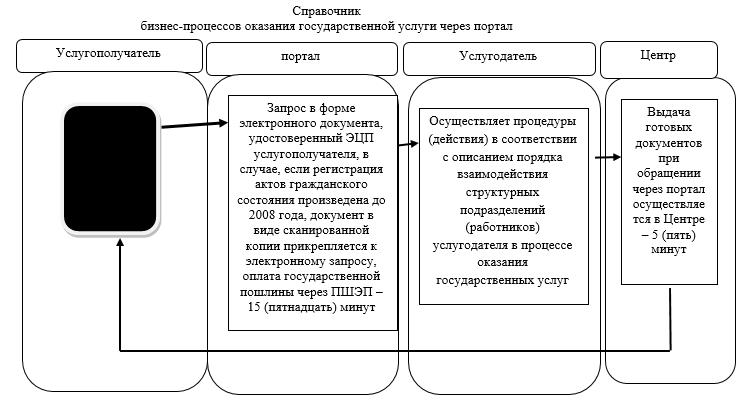 Справочник
бизнес-процессов оказания государственной услуги через портал
Услугополучатель
портал
Услугодатель
Центр
Запрос в форме
электронного документа,
удостоверенный ЭЦП
услугополучателя, в
случае, если регистрация
актов гражданского
состояния произведена до
2008 года, документ в
виде сканированной
копии прикрепляется к
электронному запросу,
оплата государственной
пошлины через ПШЭП –
15 (пятнадцать) минут
Осуществляет процедуры
(действия) в соответствии
с описанием порядка
взаимодействия
структурных
подразделений
(работников)
услугодателя в процессе
оказания
государственных услуг
Выдача
готовых
документов
при
обращении
через портал
осуществляе
тся в Центре
– 5 (пять)
минут